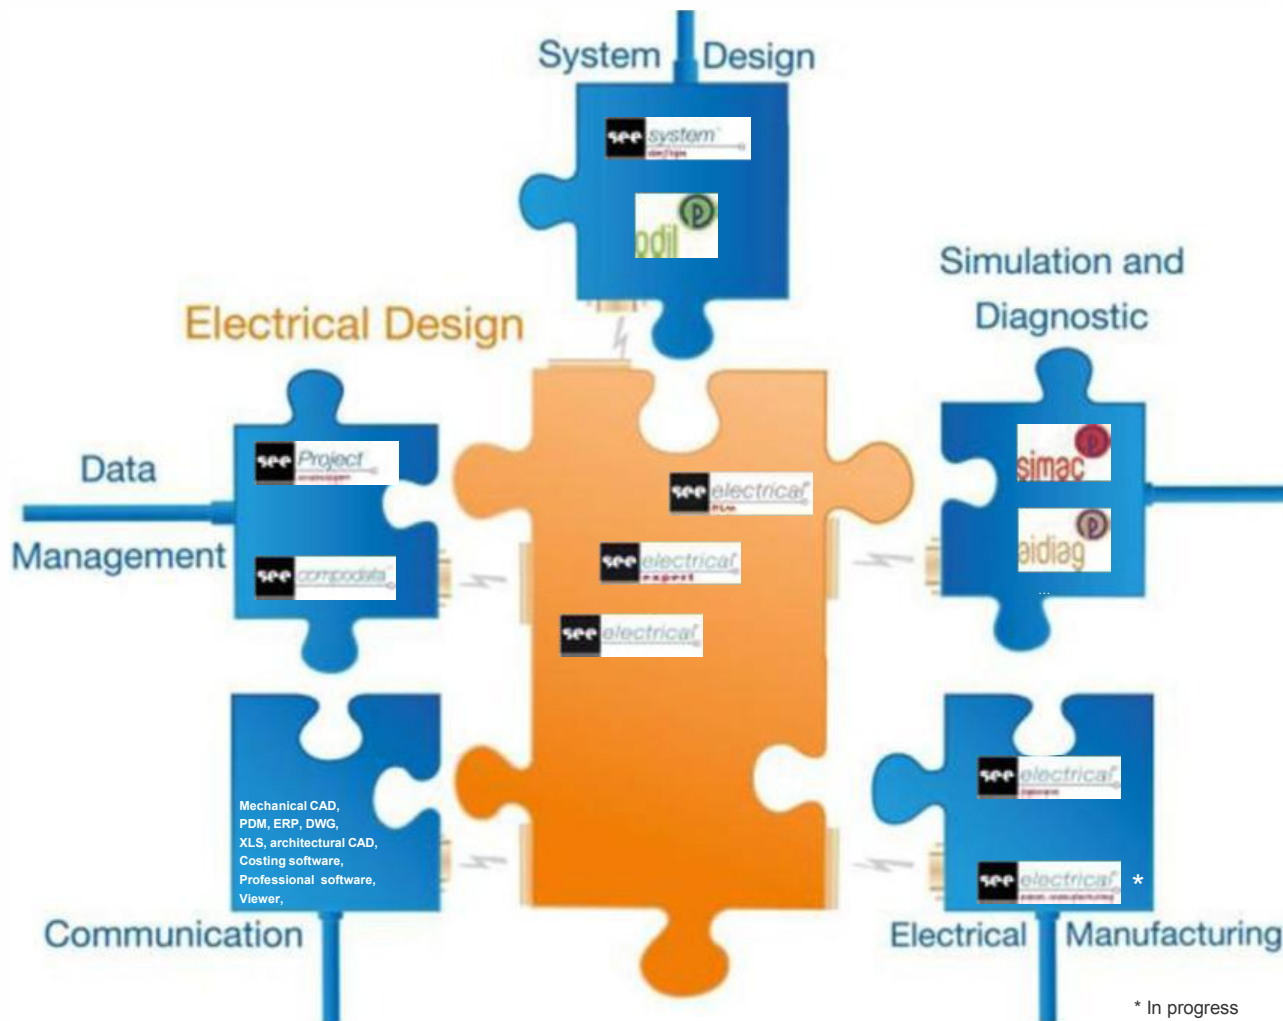 System Design
see system
odil
Simulation and
Diagnostic
Electrical Design
Data
Management
see Project
see compodata
see electrical
see electrical
expert
see electrical
simac
aidiag
...
Mechanical CAD,
PDM, ERP, DWG,
XLS, architectural CAD,
Costing software,
Professional software,
Viewer,
Communication
see electrical
see electrical *
Electrical Manufacturing
* In progress